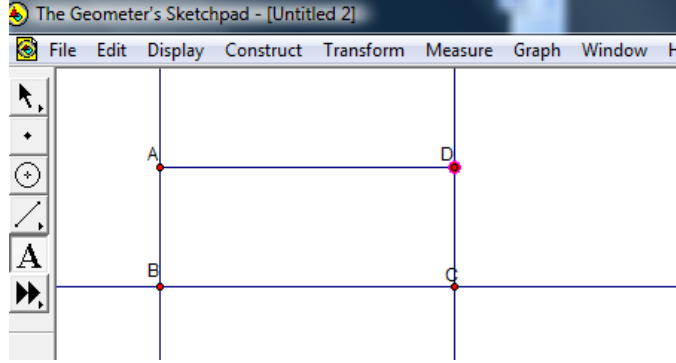 The Geometer's Sketchpad - [Untitled 2]
File Edit Display Construct Transform Measure Graph Window H
A D
A
B C